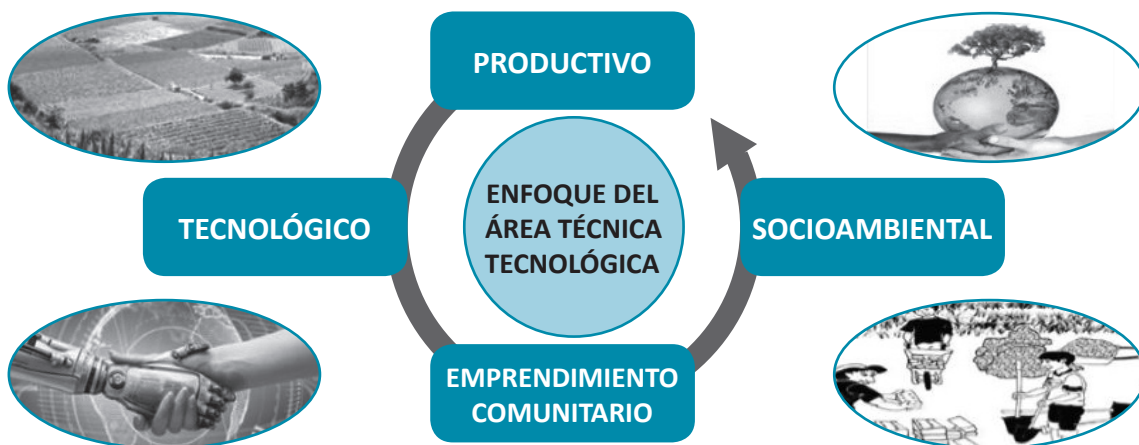 PRODUCTIVO
ENFOQUE DEL
ÁREA TÉCNICA
TECNOLÓGICA
TECNOLÓGICO
SOCIOAMBIENTAL
EMPRENDIMIENTO
COMUNITARIO